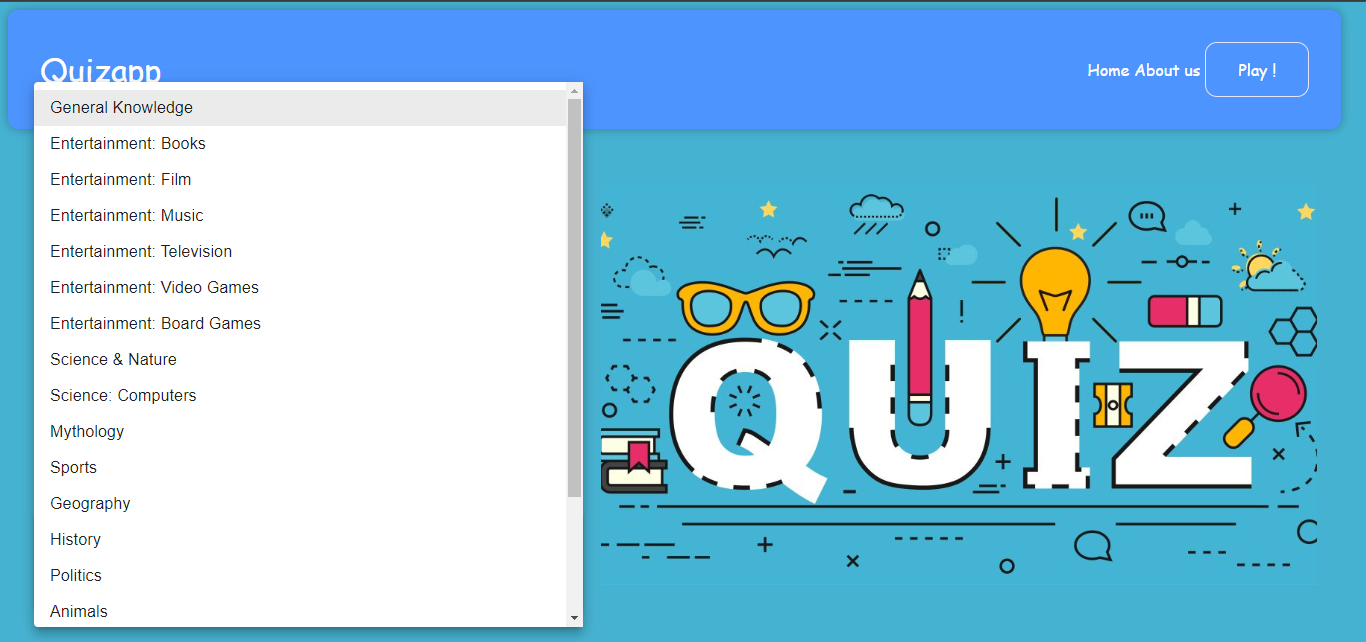 Quizapp
Home About us Play !
General Knowledge
Entertainment: Books
Entertainment: Film
Entertainment: Music
Entertainment: Television
Entertainment: Video Games
Entertainment: Board Games
Science & Nature
Science: Computers
Mythology
Sports
Geography
History
Politics
Animals
QUIZ